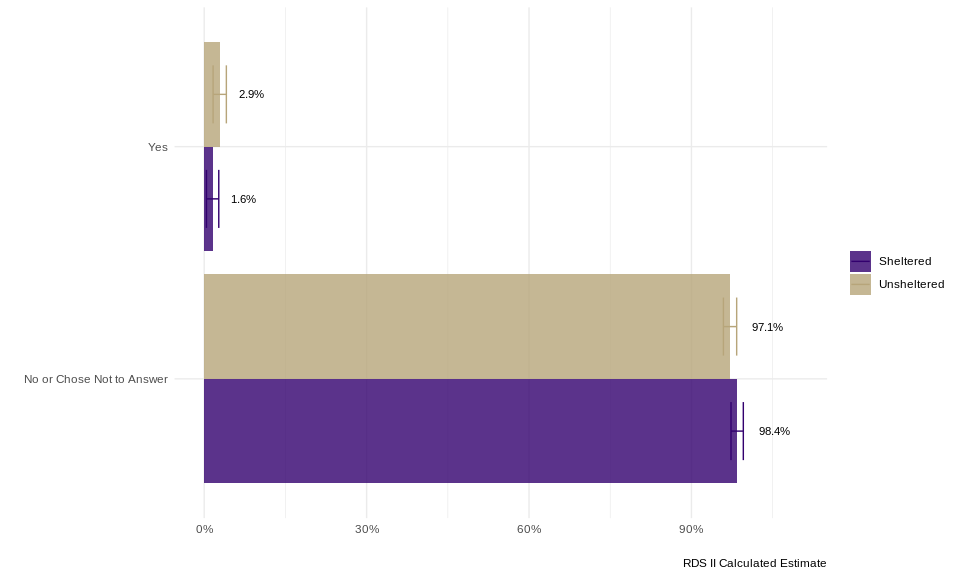 2.9%
Yes
1.6%
Sheltered
Unsheltered
97.1%
No or Chose Not to Answer
98.4%
0%
30%
60%
90%
RDS II Calculated Estimate